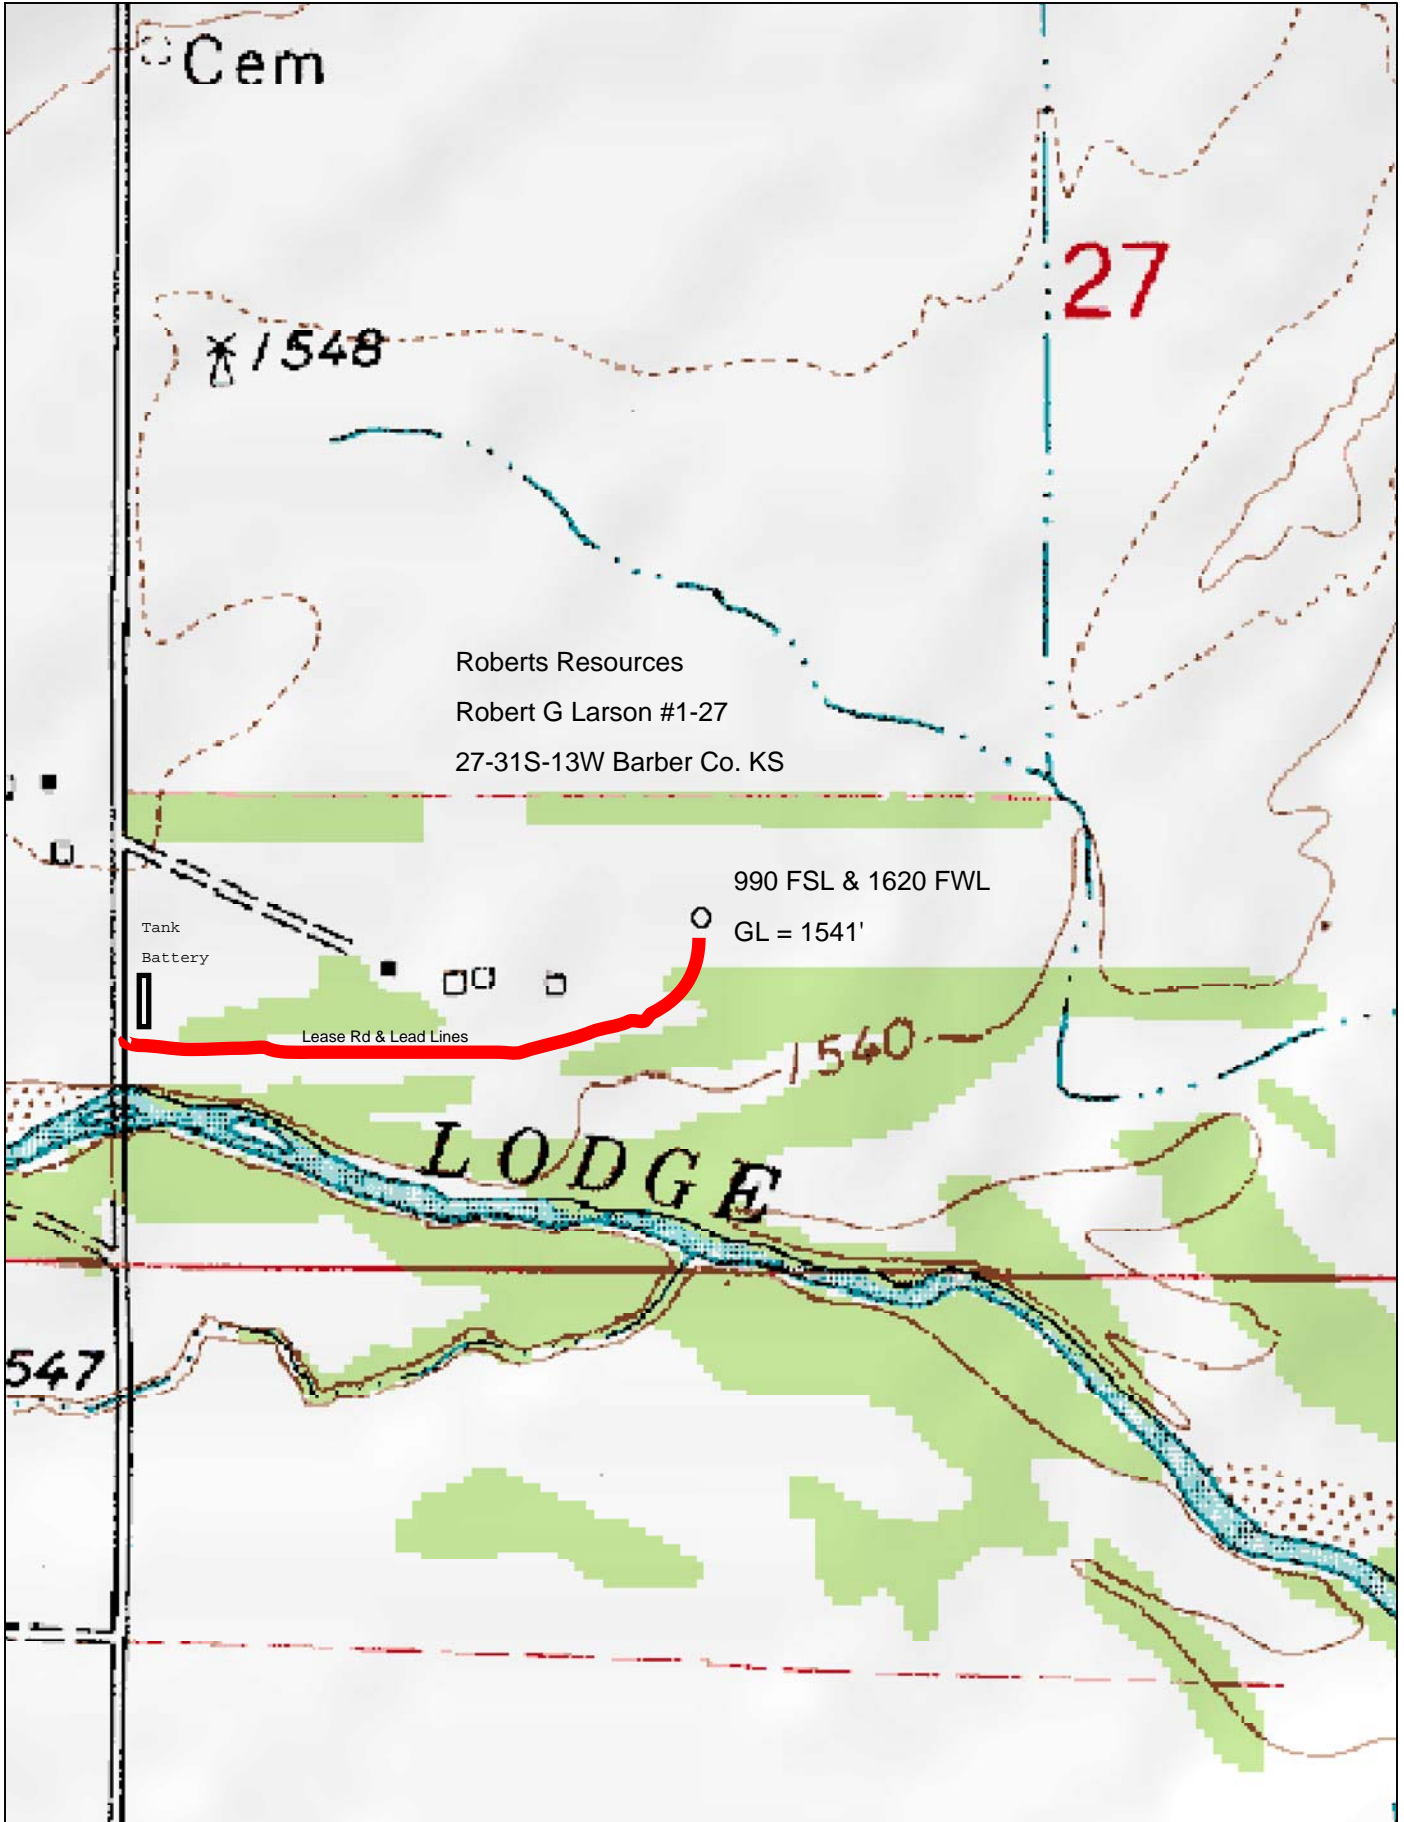 Cem
27
1548
Roberts Resources
Robert G Larson #1-27
27-31S-13W Barber Co. KS
990 FSL & 1620 FWL
GL = 1541'
Tank
Battery
Lease Rd & Lead Lines
1540
LODGE
547